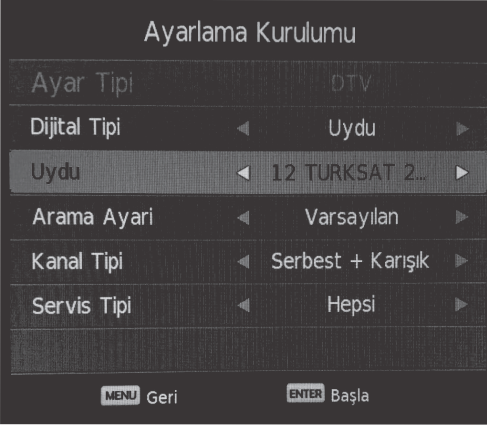 Ayarlama Kurulumu
Ayar Tipi DTV
Dijital Tipi Uydu
Uydu 12 TURKSAT 2...
Arama Ayari Varsayılan
Kanal Tipi Serbest + Karışık
Servis Tipi Hepsi
MENU Geri ENTER Başla